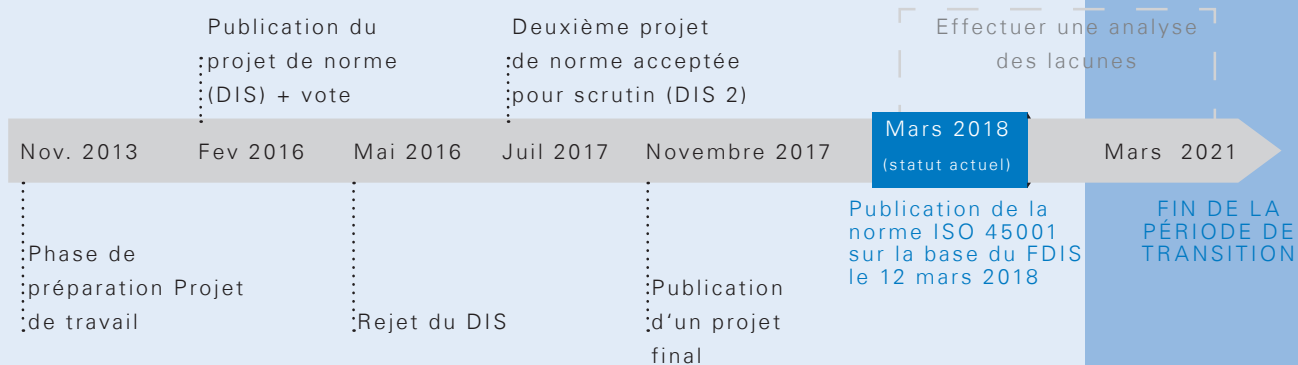 Publication du
projet de norme
(DIS) + vote
Deuxième projet
de norme acceptée
pour scrutin (DIS 2)
Effectuer une analyse
des lacunes
Nov. 2013
Fev 2016
Mai 2016
Juil 2017
Novembre 2017
Mars 2018
(statut actuel)
Mars 2021
Phase de
préparation Projet
de travail
Rejet du DIS
Publication
d‘un projet
final
Publication de la
norme ISO 45001
sur la base du FDIS
le 12 mars 2018
FIN DE LA
PÉRIODE DE
TRANSITION